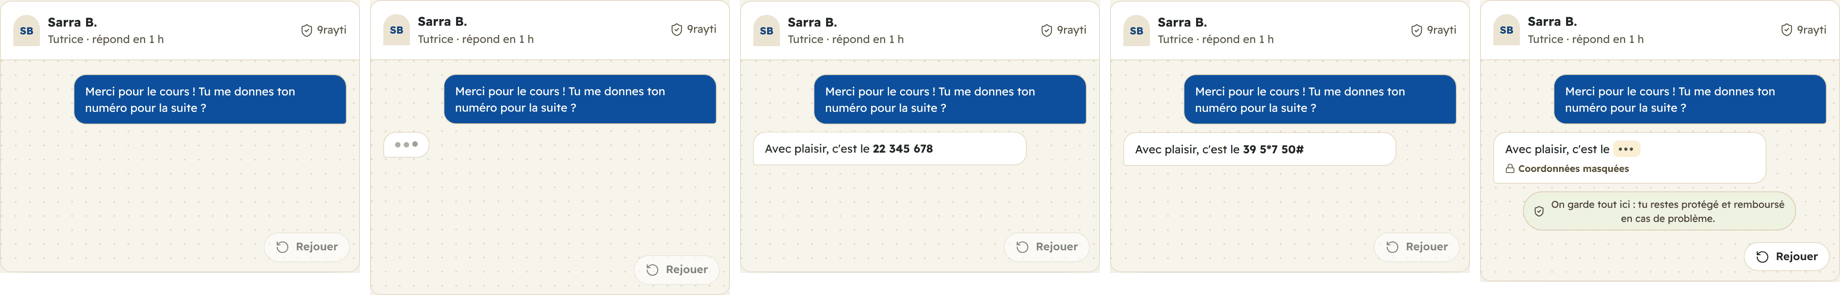 SB
Sarra B.
Tutrice · répond en 1 h
9rayti
Merci pour le cours ! Tu me donnes ton
numéro pour la suite ?
Rejouer
SB
Sarra B.
Tutrice · répond en 1 h
9rayti
Merci pour le cours ! Tu me donnes ton
numéro pour la suite ?
Rejouer
SB
Sarra B.
Tutrice · répond en 1 h
9rayti
Merci pour le cours ! Tu me donnes ton
numéro pour la suite ?
Avec plaisir, c'est le 22 345 678
Rejouer
SB
Sarra B.
Tutrice · répond en 1 h
9rayti
Merci pour le cours ! Tu me donnes ton
numéro pour la suite ?
Avec plaisir, c'est le 39 5*7 50#
Rejouer
SB
Sarra B.
Tutrice · répond en 1 h
9rayti
Merci pour le cours ! Tu me donnes ton
numéro pour la suite ?
Avec plaisir, c'est le •••
Coordonnées masquées
On garde tout ici : tu restes protégé et remboursé
en cas de problème.
Rejouer